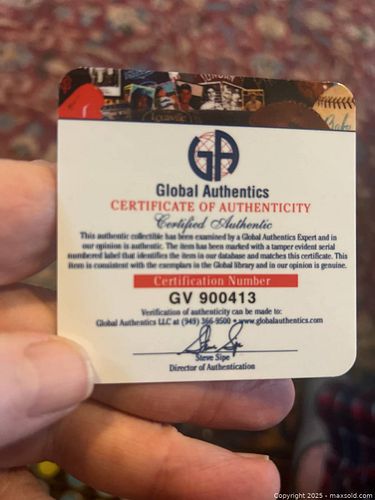 Louisville
GA
Global Authentics
CERTIFICATE OF AUTHENTICITY
Certified Authentic
This authentic collectible has been examined by a Global Authentics Expert and in
our opinion is authentic. The item has been marked with a tamper evident serial
numbered label that identifies the item in our database and matches this certificate. This
item is consistent with the exemplars in the Global library and in our opinion is genuine.
Certification Number
GV 900413
Verification of authenticity can be made to:
Global Authentics LLC at (949) 366-9500 • www.globalauthentics.com
Steve Sipe
Steve Sipe
Director of Authentication
Copyright 2025 - maxsold.com